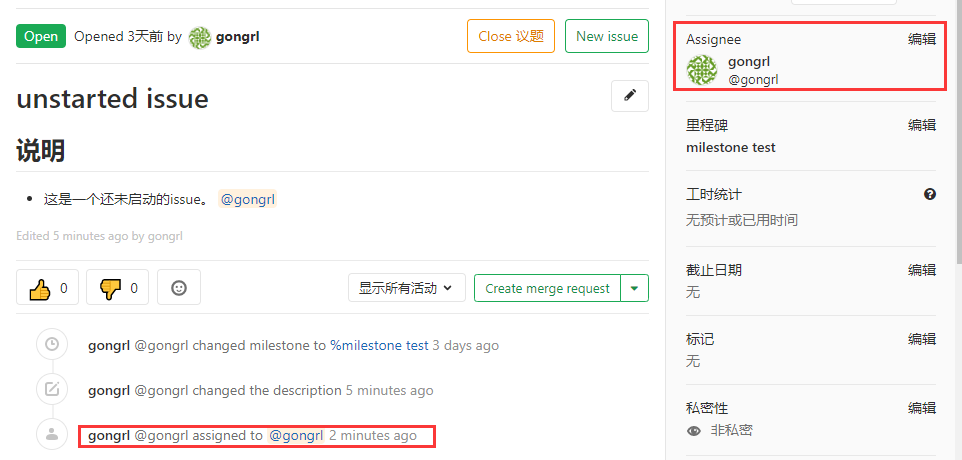 Open Opened 3天前 by gongrl Close 议题 New issue
unstarted issue
说明
这是一个还未启动的issue。 @gongrl
Edited 5 minutes ago by gongrl
0 0 显示所有活动 Create merge request
gongrl @gongrl changed milestone to %milestone test 3 days ago
gongrl @gongrl changed the description 5 minutes ago
gongrl @gongrl assigned to @gongrl 2 minutes ago
Assignee 编辑
gongrl
@gongrl
里程碑 编辑
milestone test
工时统计 ?
无预计或已用时间
截止日期 编辑
无
标记 编辑
无
私密性 编辑
非私密